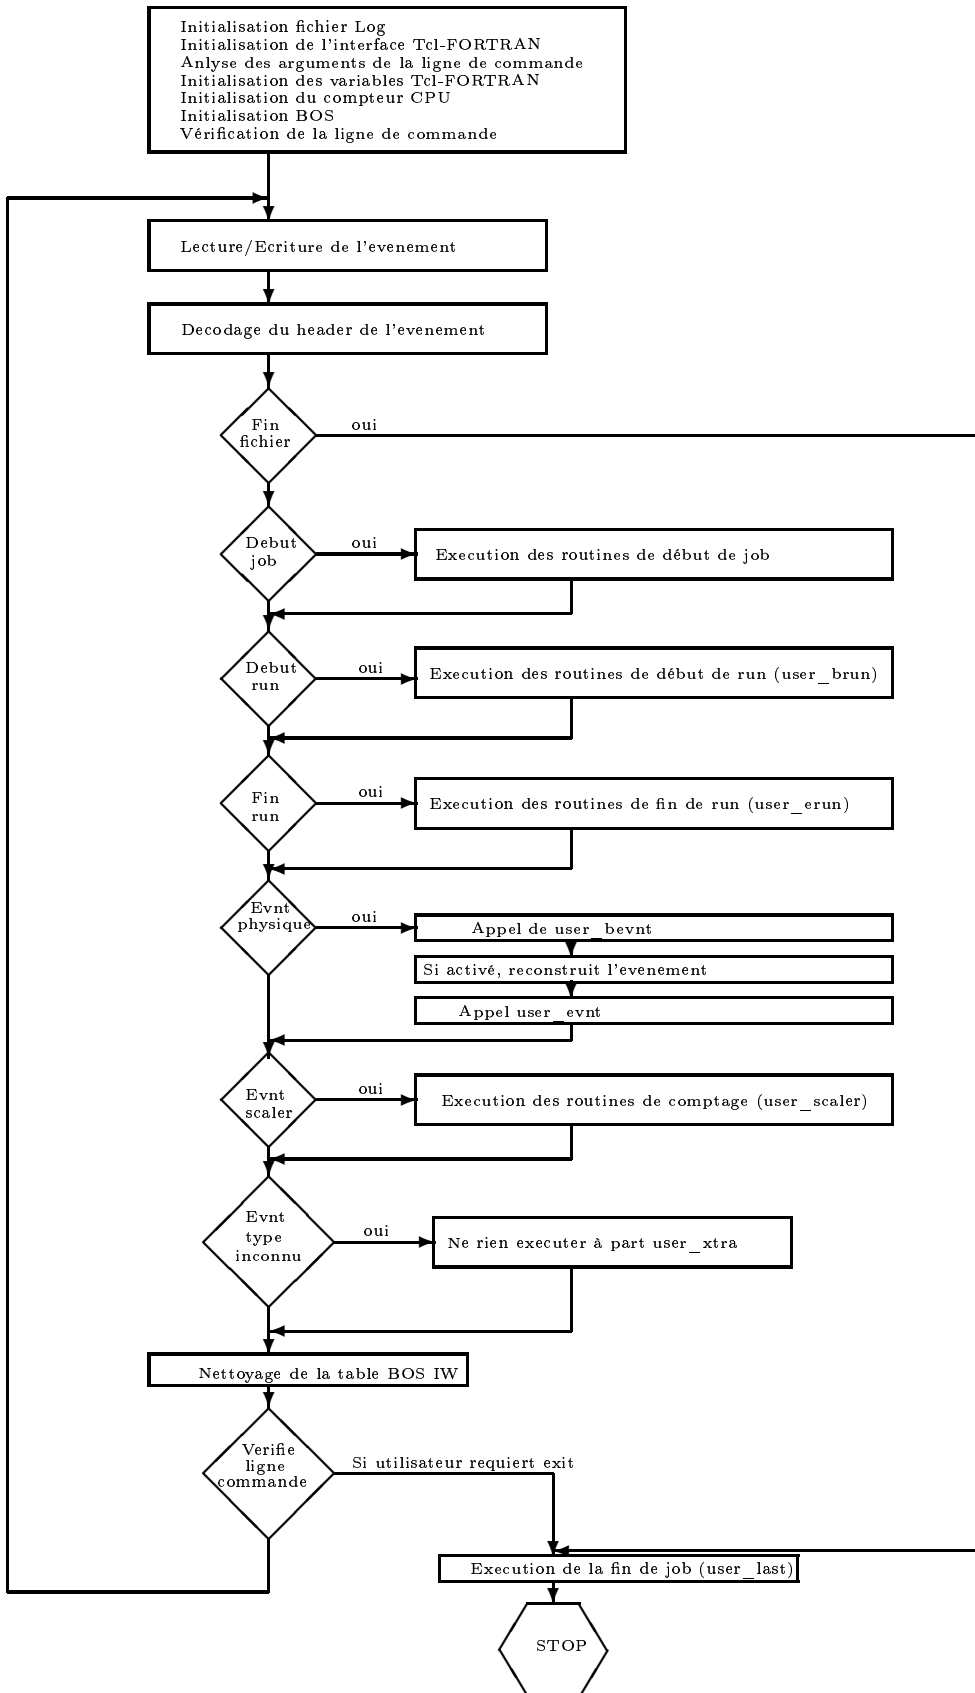 Initialisation fichier Log
Initialisation de l'interface Tcl-FORTRAN
Anlyse des arguments de la ligne de commande
Initialisation des variables Tcl-FORTRAN
Initialisation du compteur CPU
Initialisation BOS
Vérification de la ligne de commande
Lecture/Ecriture de l'evenement
Decodage du header de l'evenement
Fin
fichier
oui
Debut
job
oui
Execution des routines de début de job
Debut
run
oui
Execution des routines de début de run (user_brun)
Fin
run
oui
Execution des routines de fin de run (user_erun)
Evnt
physique
oui
Appel de user_bevnt
Si activé, reconstruit l'evenement
Appel user_evnt
Evnt
scaler
oui
Execution des routines de comptage (user_scaler)
Evnt
type
inconnu
oui
Ne rien executer à part user_xtra
Nettoyage de la table BOS IW
Verifie
ligne
commande
Si utilisateur requiert exit
Execution de la fin de job (user_last)
STOP